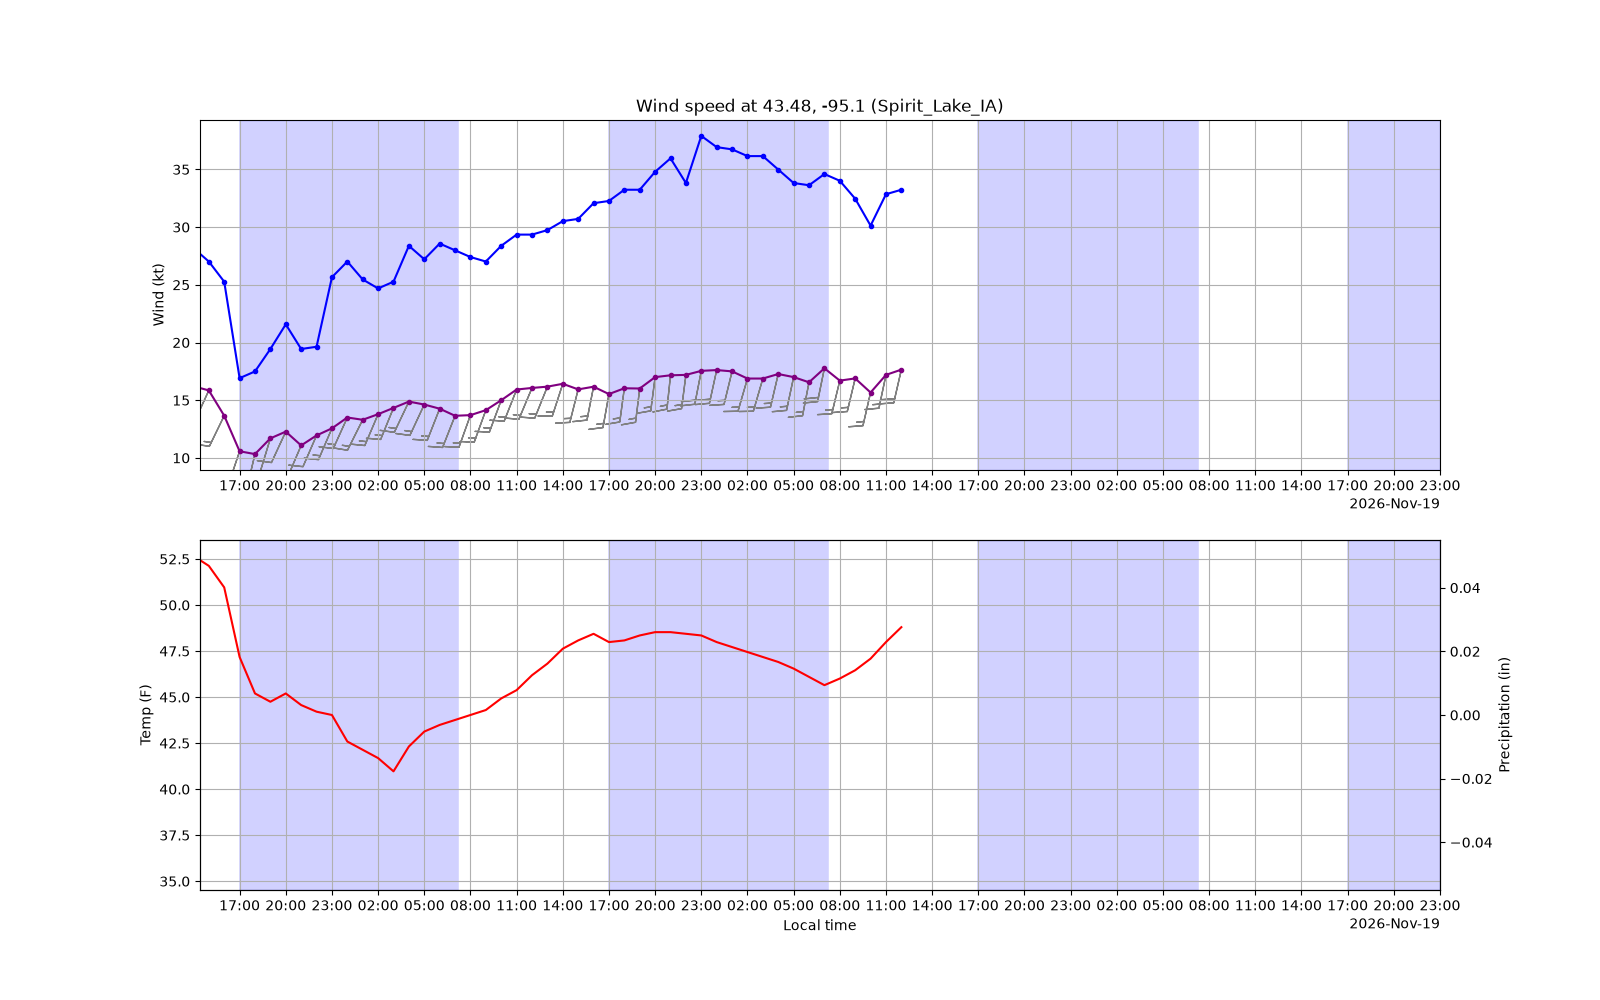 Wind speed at 43.48, -95.1 (Spirit_Lake_IA)
Wind (kt)
35
30
25
20
15
10
17:00 20:00 23:00 02:00 05:00 08:00 11:00 14:00 17:00 20:00 23:00 02:00 05:00 08:00 11:00 14:00 17:00 20:00 23:00 02:00 05:00 08:00 11:00 14:00 17:00 20:00 23:00
2026-Nov-19
Temp (F)
52.5
50.0
47.5
45.0
42.5
40.0
37.5
35.0
0.04
0.02
0.00
−0.02
−0.04
Precipitation (in)
17:00 20:00 23:00 02:00 05:00 08:00 11:00 14:00 17:00 20:00 23:00 02:00 05:00 08:00 11:00 14:00 17:00 20:00 23:00 02:00 05:00 08:00 11:00 14:00 17:00 20:00 23:00
Local time
2026-Nov-19